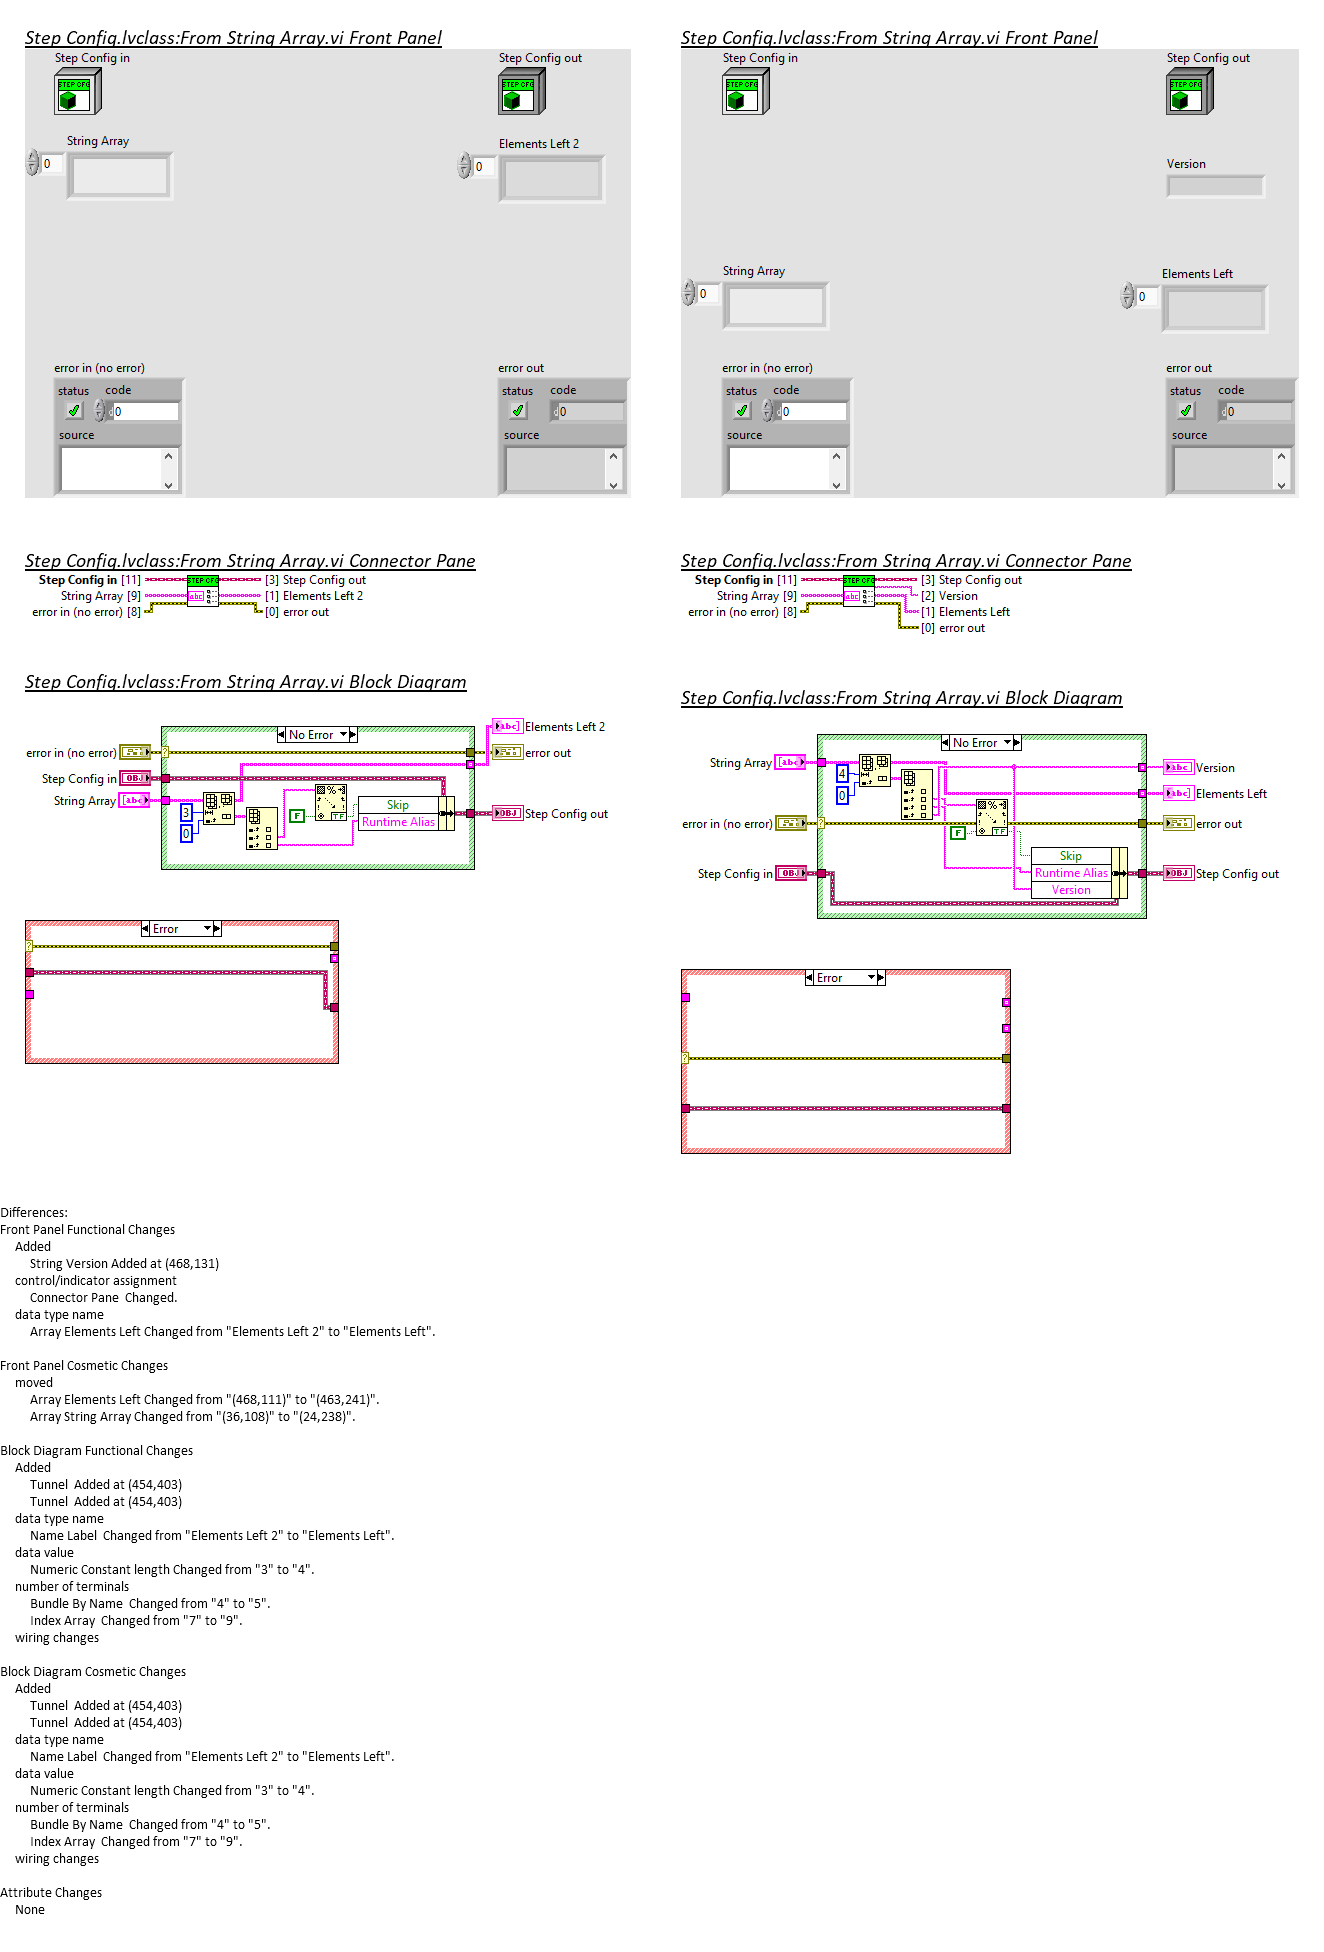 Step Config.lvclass:From String Array.vi Front Panel
Step Config in
Step Config out
STEP CFG
STEP CFG
String Array
Elements Left 2
0
0
error in (no error)
error out
status code
status code
d 0
d 0
source
source
Step Config.lvclass:From String Array.vi Front Panel
Step Config in
Step Config out
STEP CFG
STEP CFG
Version
String Array
Elements Left
0
0
error in (no error)
error out
status code
status code
d 0
d 0
source
source
Step Config.lvclass:From String Array.vi Connector Pane
Step Config in [11]
STEP CFG
[3] Step Config out
String Array [9]
abc
[1] Elements Left 2
error in (no error) [8]
[0] error out
Step Config.lvclass:From String Array.vi Connector Pane
Step Config in [11]
STEP CFG
[3] Step Config out
String Array [9]
abc
[2] Version
error in (no error) [8]
[1] Elements Left
[0] error out
Step Config.lvclass:From String Array.vi Block Diagram
No Error
abc
Elements Left 2
error in (no error)
?
error out
Step Config in
OBJ
String Array
abc
3
0
%
F
TF
Skip
Runtime Alias
OBJ
Step Config out
Error
?
Step Config.lvclass:From String Array.vi Block Diagram
No Error
String Array
abc
4
0
abc
Version
abc
Elements Left
error in (no error)
?
error out
%
F
TF
Skip
Runtime Alias
Version
Step Config in
OBJ
OBJ
Step Config out
Error
?
Differences:
Front Panel Functional Changes
Added
String Version Added at (468,131)
control/indicator assignment
Connector Pane  Changed.
data type name
Array Elements Left Changed from "Elements Left 2" to "Elements Left".
Front Panel Cosmetic Changes
moved
Array Elements Left Changed from "(468,111)" to "(463,241)".
Array String Array Changed from "(36,108)" to "(24,238)".
Block Diagram Functional Changes
Added
Tunnel  Added at (454,403)
Tunnel  Added at (454,403)
data type name
Name Label  Changed from "Elements Left 2" to "Elements Left".
data value
Numeric Constant length Changed from "3" to "4".
number of terminals
Bundle By Name  Changed from "4" to "5".
Index Array  Changed from "7" to "9".
wiring changes
Block Diagram Cosmetic Changes
Added
Tunnel  Added at (454,403)
Tunnel  Added at (454,403)
data type name
Name Label  Changed from "Elements Left 2" to "Elements Left".
data value
Numeric Constant length Changed from "3" to "4".
number of terminals
Bundle By Name  Changed from "4" to "5".
Index Array  Changed from "7" to "9".
wiring changes
Attribute Changes
None